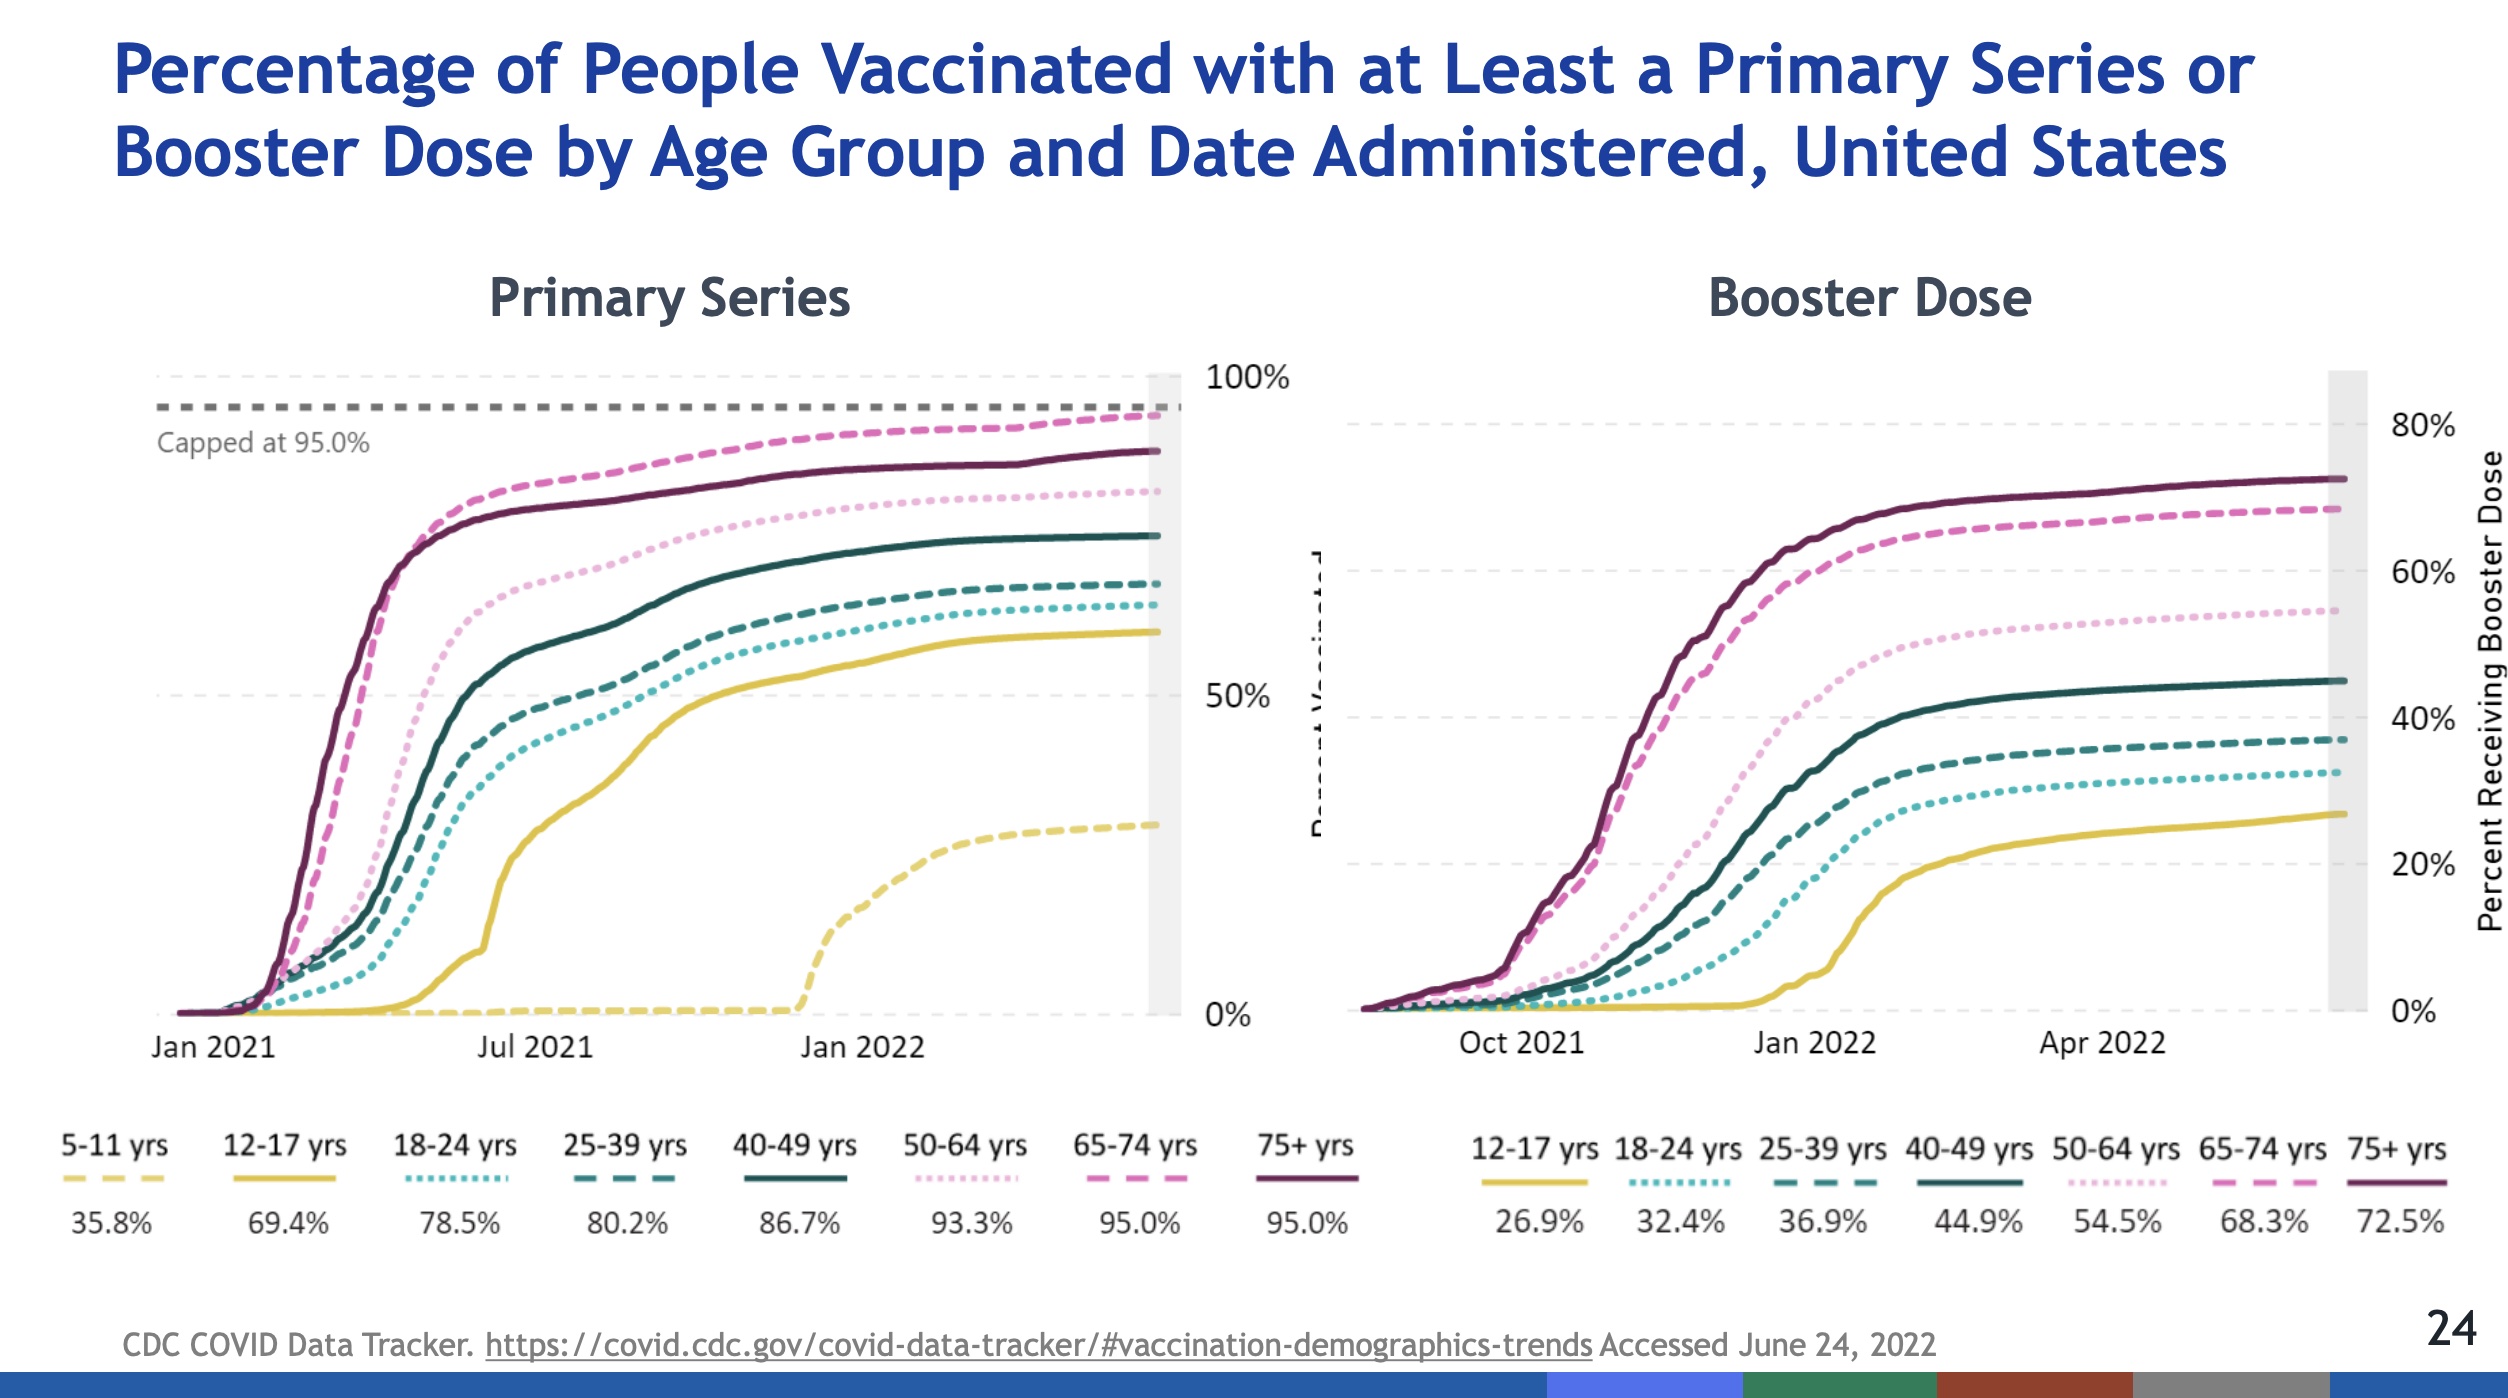 Percentage of People Vaccinated with at Least a Primary Series or
Booster Dose by Age Group and Date Administered, United States
Primary Series
100%
Capped at 95.0%
50%
0%
Jan 2021 Jul 2021 Jan 2022
5-11 yrs 12-17 yrs 18-24 yrs 25-39 yrs 40-49 yrs 50-64 yrs 65-74 yrs 75+ yrs
35.8% 69.4% 78.5% 80.2% 86.7% 93.3% 95.0% 95.0%
Booster Dose
80%
60%
40%
20%
0%
Percent Receiving Booster Dose
Oct 2021 Jan 2022 Apr 2022
12-17 yrs 18-24 yrs 25-39 yrs 40-49 yrs 50-64 yrs 65-74 yrs 75+ yrs
26.9% 32.4% 36.9% 44.9% 54.5% 68.3% 72.5%
CDC COVID Data Tracker. https://covid.cdc.gov/covid-data-tracker/#vaccination-demographics-trends Accessed June 24, 2022
24